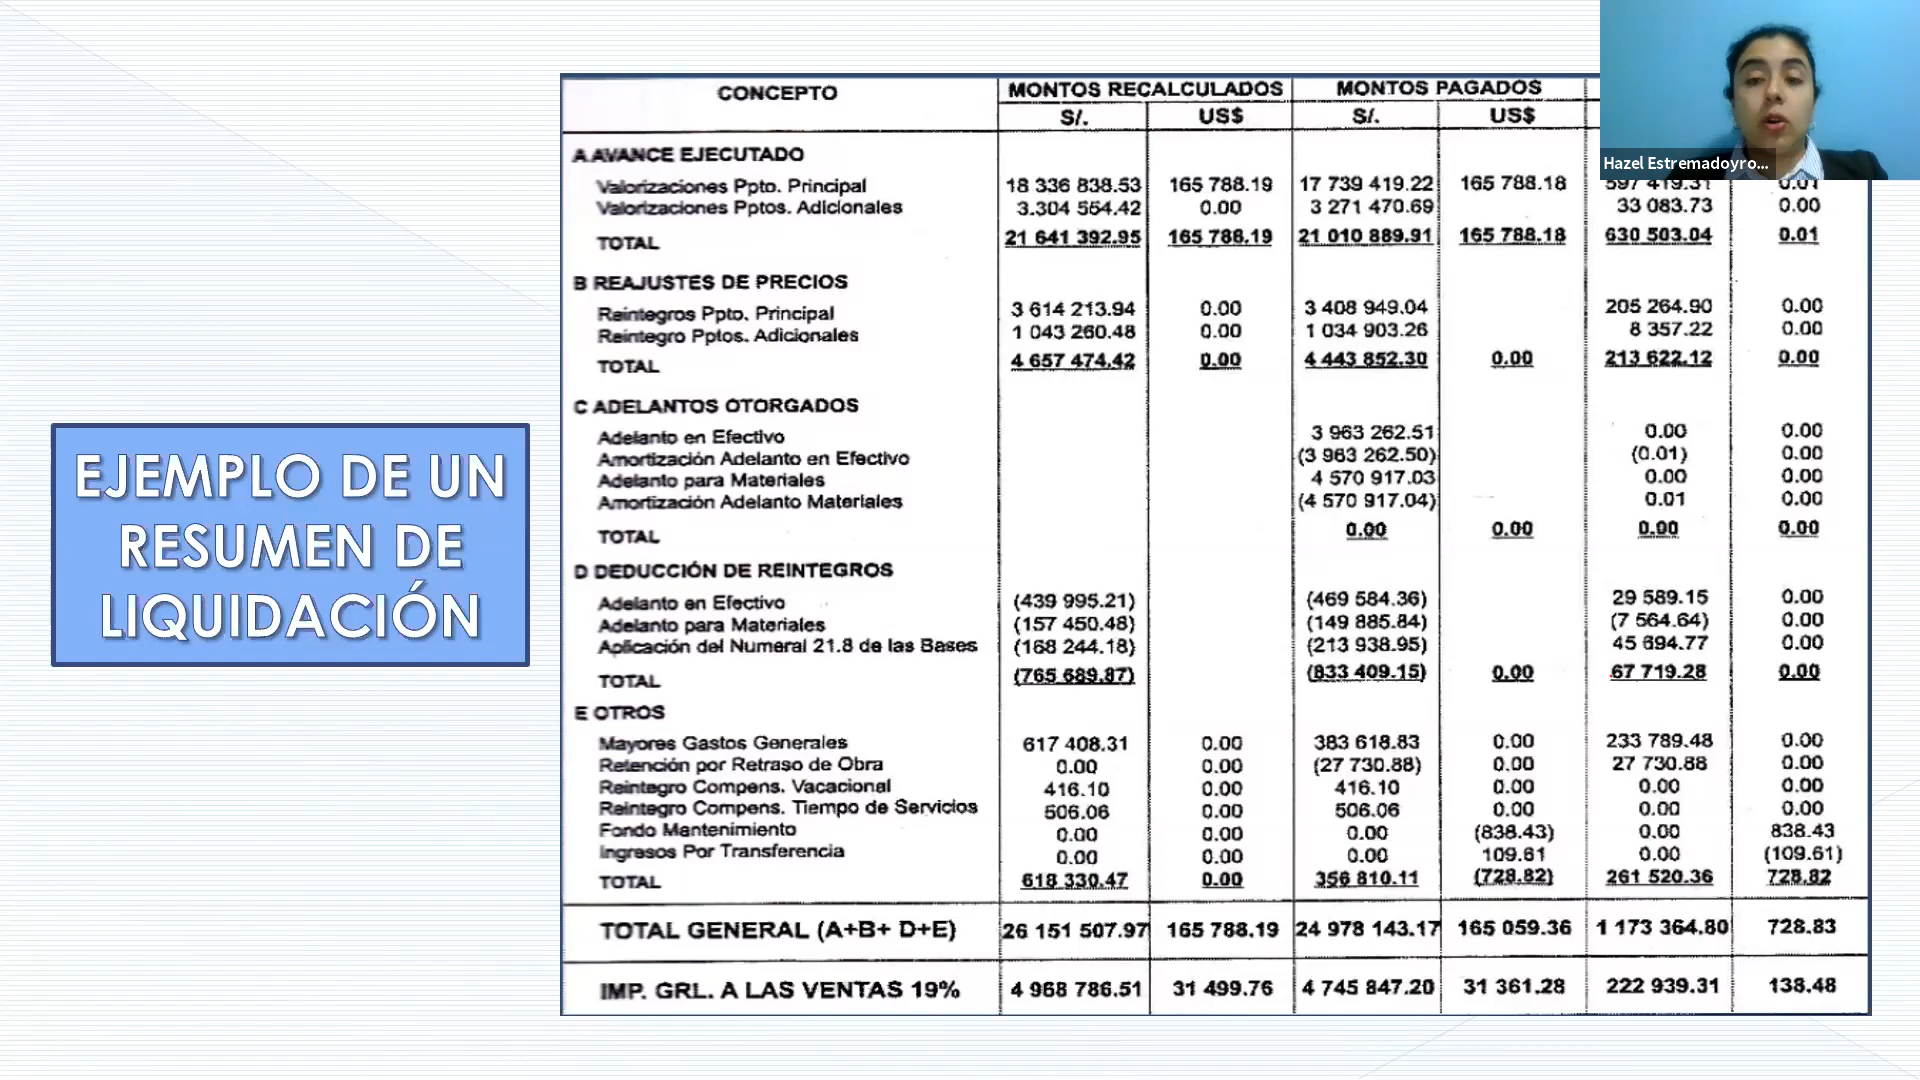 Hazel Estremadoyro...
EJEMPLO DE UN
RESUMEN DE
LIQUIDACIÓN
CONCEPTO MONTOS RECALCULADOS MONTOS PAGADOS
S/. US$ S/. US$
A AVANCE EJECUTADO
Valorizaciones Ppto. Principal 18 336 838.53 165 788.19 17 739 419.22 165 788.18 597 419.31 0.01
Valorizaciones Pptos. Adicionales 3.304 554.42 0.00 3 271 470.69 33 083.73 0.00
TOTAL 21 641 392.95 165 788.19 21 010 889.91 165 788.18 630 503.04 0.01
B REAJUSTES DE PRECIOS
Reintegros Ppto. Principal 3 614 213.94 0.00 3 408 949.04 205 264.90 0.00
Reintegro Pptos. Adicionales 1 043 260.48 0.00 1 034 903.26 8 357.22 0.00
TOTAL 4 657 474.42 0.00 4 443 852.30 0.00 213 622.12 0.00
C ADELANTOS OTORGADOS
Adelanto en Efectivo 3 963 262.51 0.00 0.00
Amortización Adelanto en Efectivo (3 963 262.50) (0.01) 0.00
Adelanto para Materiales 4 570 917.03 0.00 0.00
Amortización Adelanto Materiales (4 570 917.04) 0.01 0.00
TOTAL 0.00 0.00 0.00 0.00
D DEDUCCIÓN DE REINTEGROS
Adelanto en Efectivo (439 995.21) (469 584.36) 29 589.15 0.00
Adelanto para Materiales (157 450.48) (149 885.84) (7 564.64) 0.00
Aplicación del Numeral 21.8 de las Bases (168 244.18) (213 938.95) 45 694.77 0.00
TOTAL (765 689.87) (833 409.15) 0.00 67 719.28 0.00
E OTROS
Mayores Gastos Generales 617 408.31 0.00 383 618.83 0.00 233 789.48 0.00
Retención por Retraso de Obra 0.00 0.00 (27 730.88) 0.00 27 730.88 0.00
Reintegro Compens. Vacacional 416.10 0.00 416.10 0.00 0.00 0.00
Reintegro Compens. Tiempo de Servicios 506.06 0.00 506.06 0.00 0.00 0.00
Fondo Mantenimiento 0.00 0.00 0.00 (838.43) 0.00 838.43
Ingresos Por Transferencia 0.00 0.00 0.00 109.61 0.00 (109.61)
TOTAL 618 330.47 0.00 356 810.11 (728.82) 261 520.36 728.82
TOTAL GENERAL (A+B+ D+E) 26 151 507.97 165 788.19 24 978 143.17 165 059.36 1 173 364.80 728.83
IMP. GRL. A LAS VENTAS 19% 4 968 786.51 31 499.76 4 745 847.20 31 361.28 222 939.31 138.48